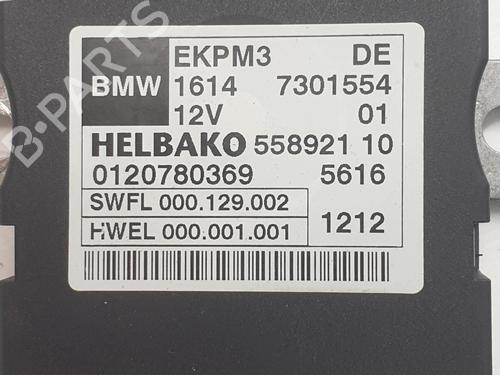 EKPM3 DE
BMW 1614 7301554
12V 01
HELBAKO 558921 10
0120780369 5616
SWFL 000.129.002
HWEL 000.001.001 1212
B-PARTS
B-PARTS